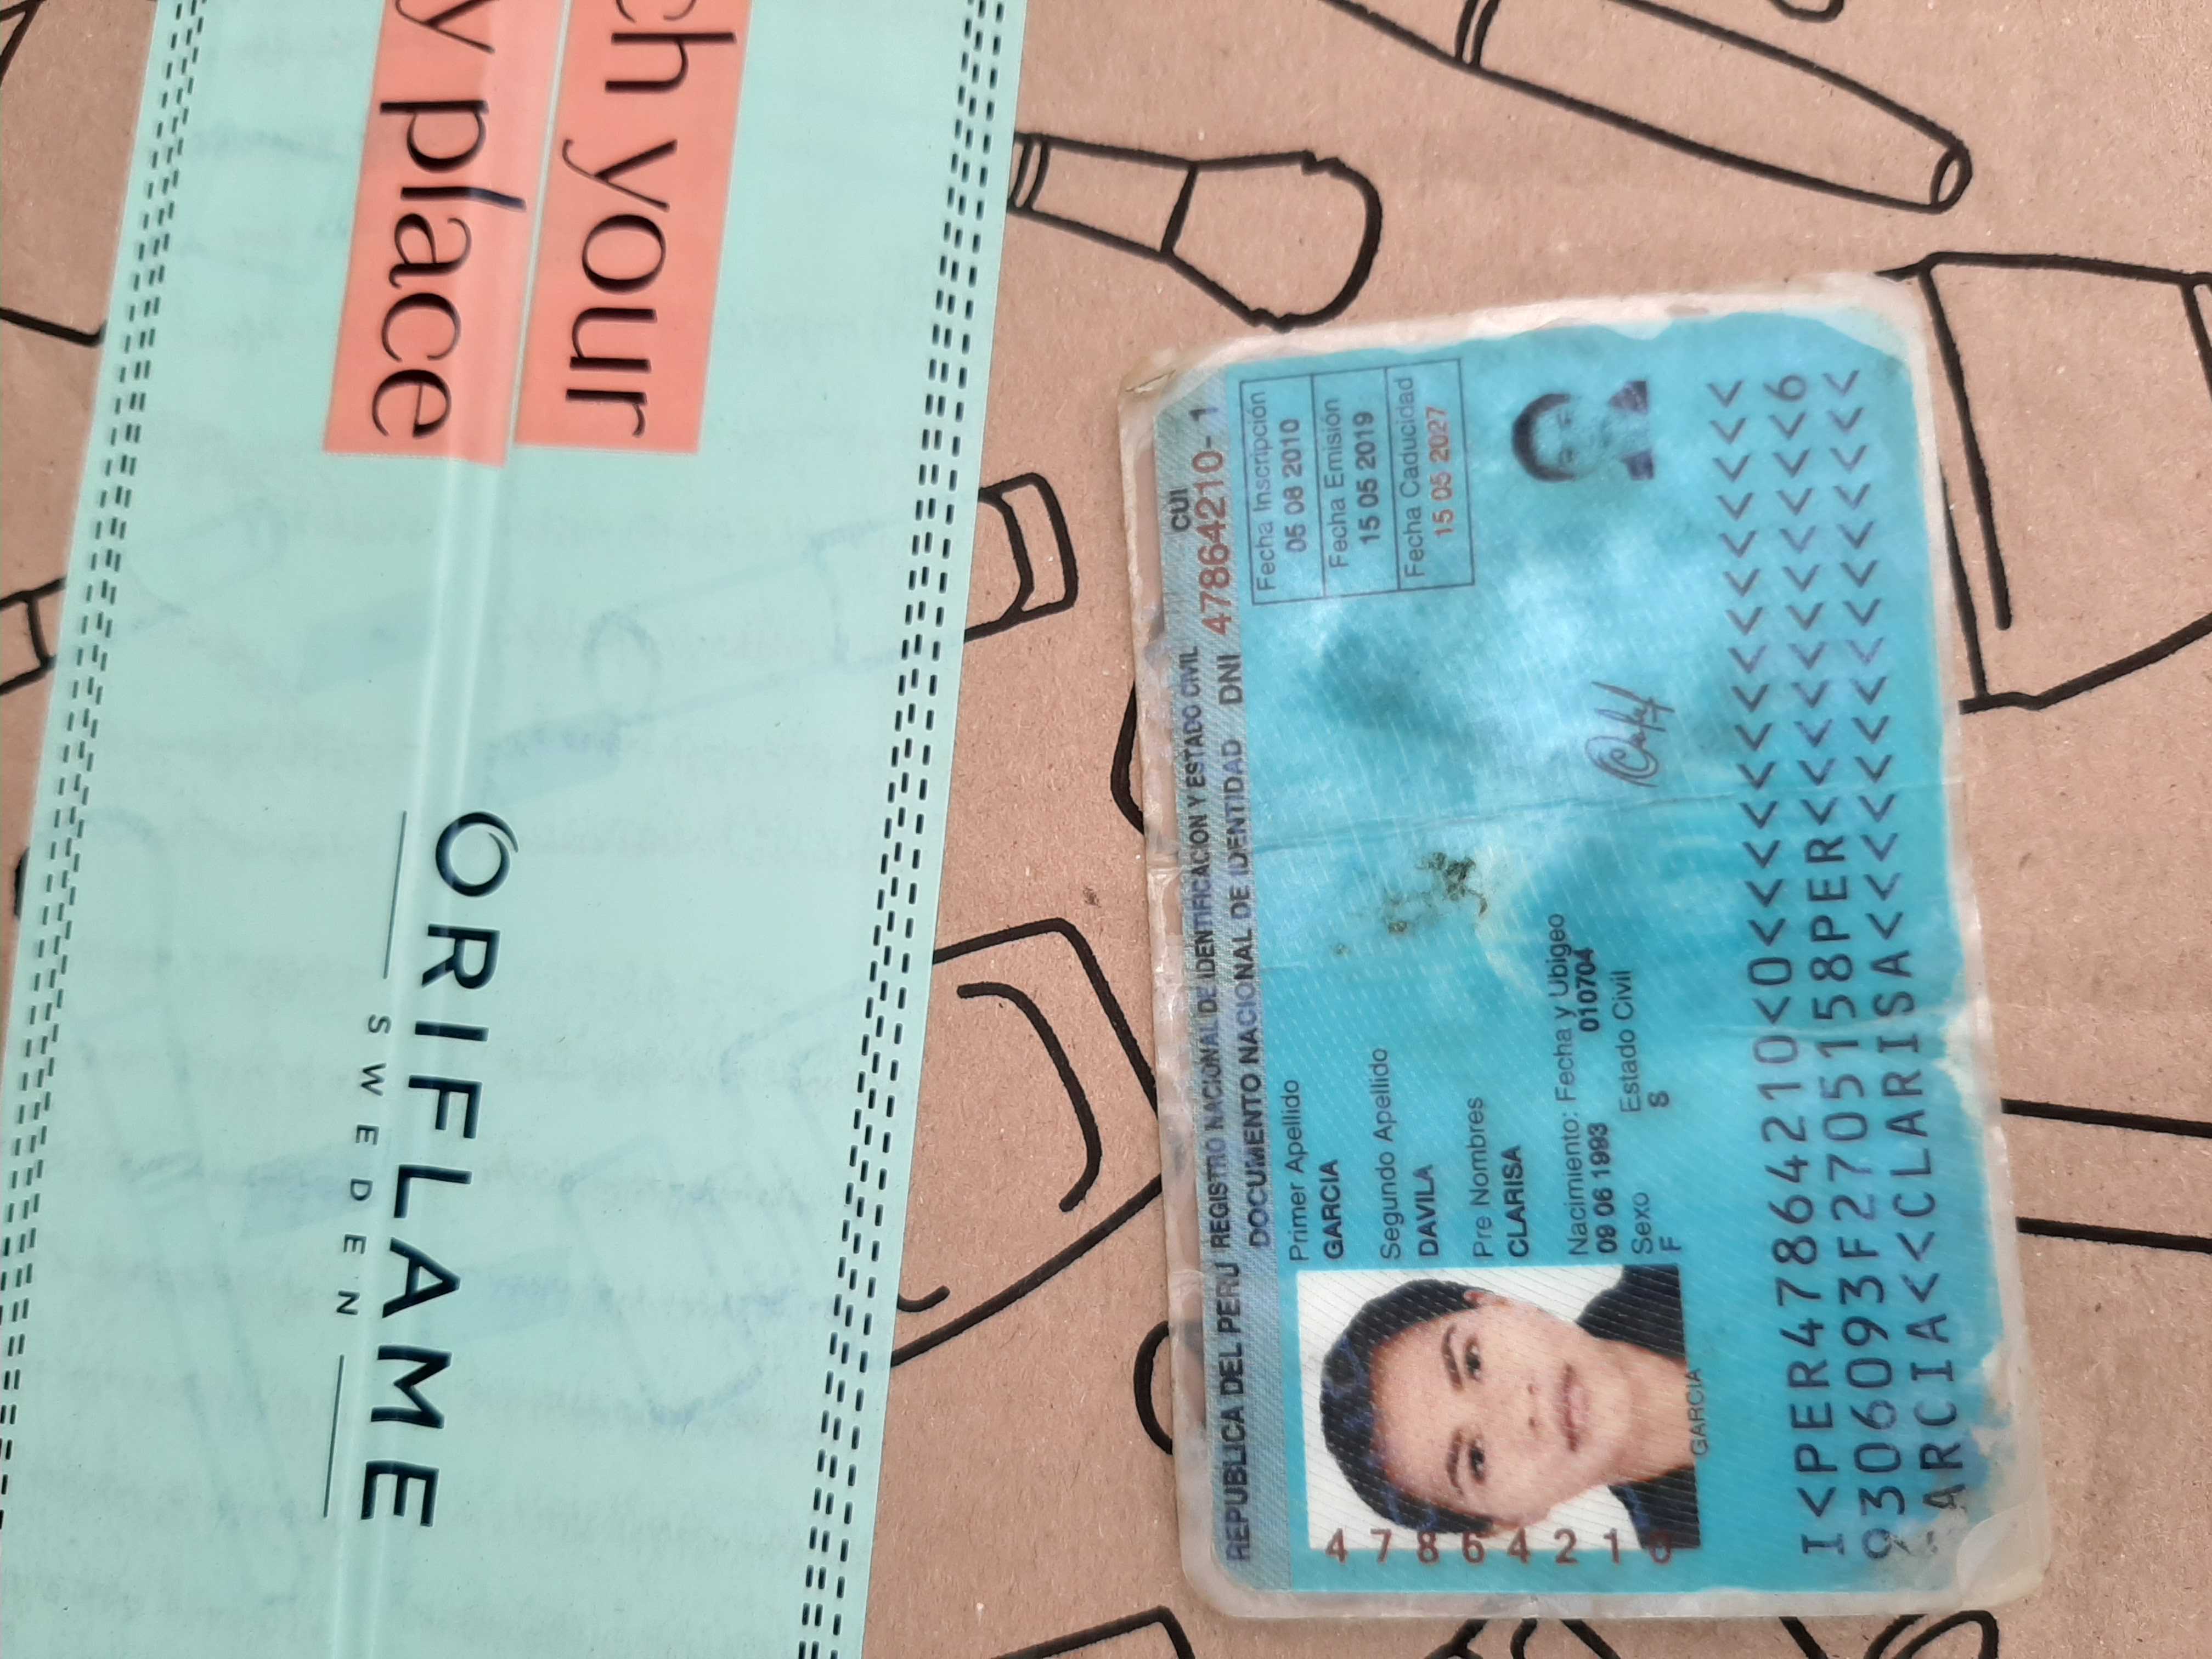 ch your
y place
ORIFLAME
SWEDEN
REPUBLICA DEL PERU REGISTRO NACIONAL DE IDENTIFICACION Y ESTADO CIVIL
CUI
DOCUMENTO NACIONAL DE IDENTIDAD DNI 47864210-1
Primer Apellido
GARCIA
Segundo Apellido
DAVILA
Pre Nombres
CLARISA
Nacimiento: Fecha y Ubigeo
09 06 1993 010704
Sexo Estado Civil
F S
Fecha Inscripción
05 08 2010
Fecha Emisión
15 05 2019
Fecha Caducidad
15 05 2027
47864210
GARCIA
I<PER47864210<0<<<<<<<<<<<<<<<
9306093F2705158PER<<<<<<<<<<<6
ARCIA<<CLARISA<<<<<<<<<<<<<<